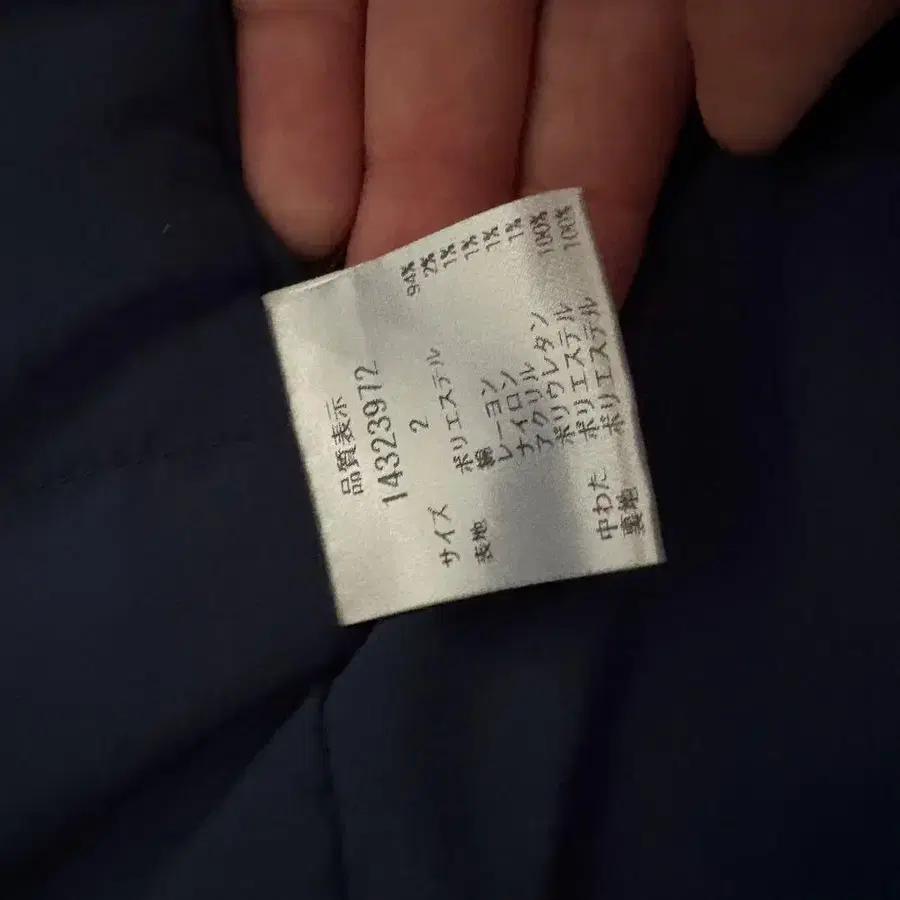 品質表示
14323972
サイズ 2
表地 ポリエステル 94%
綿 2%
レーヨン 1%
ナイロン 1%
アクリル 1%
ポリウレタン 1%
中わた ポリエステル 100%
裏地 ポリエステル 100%